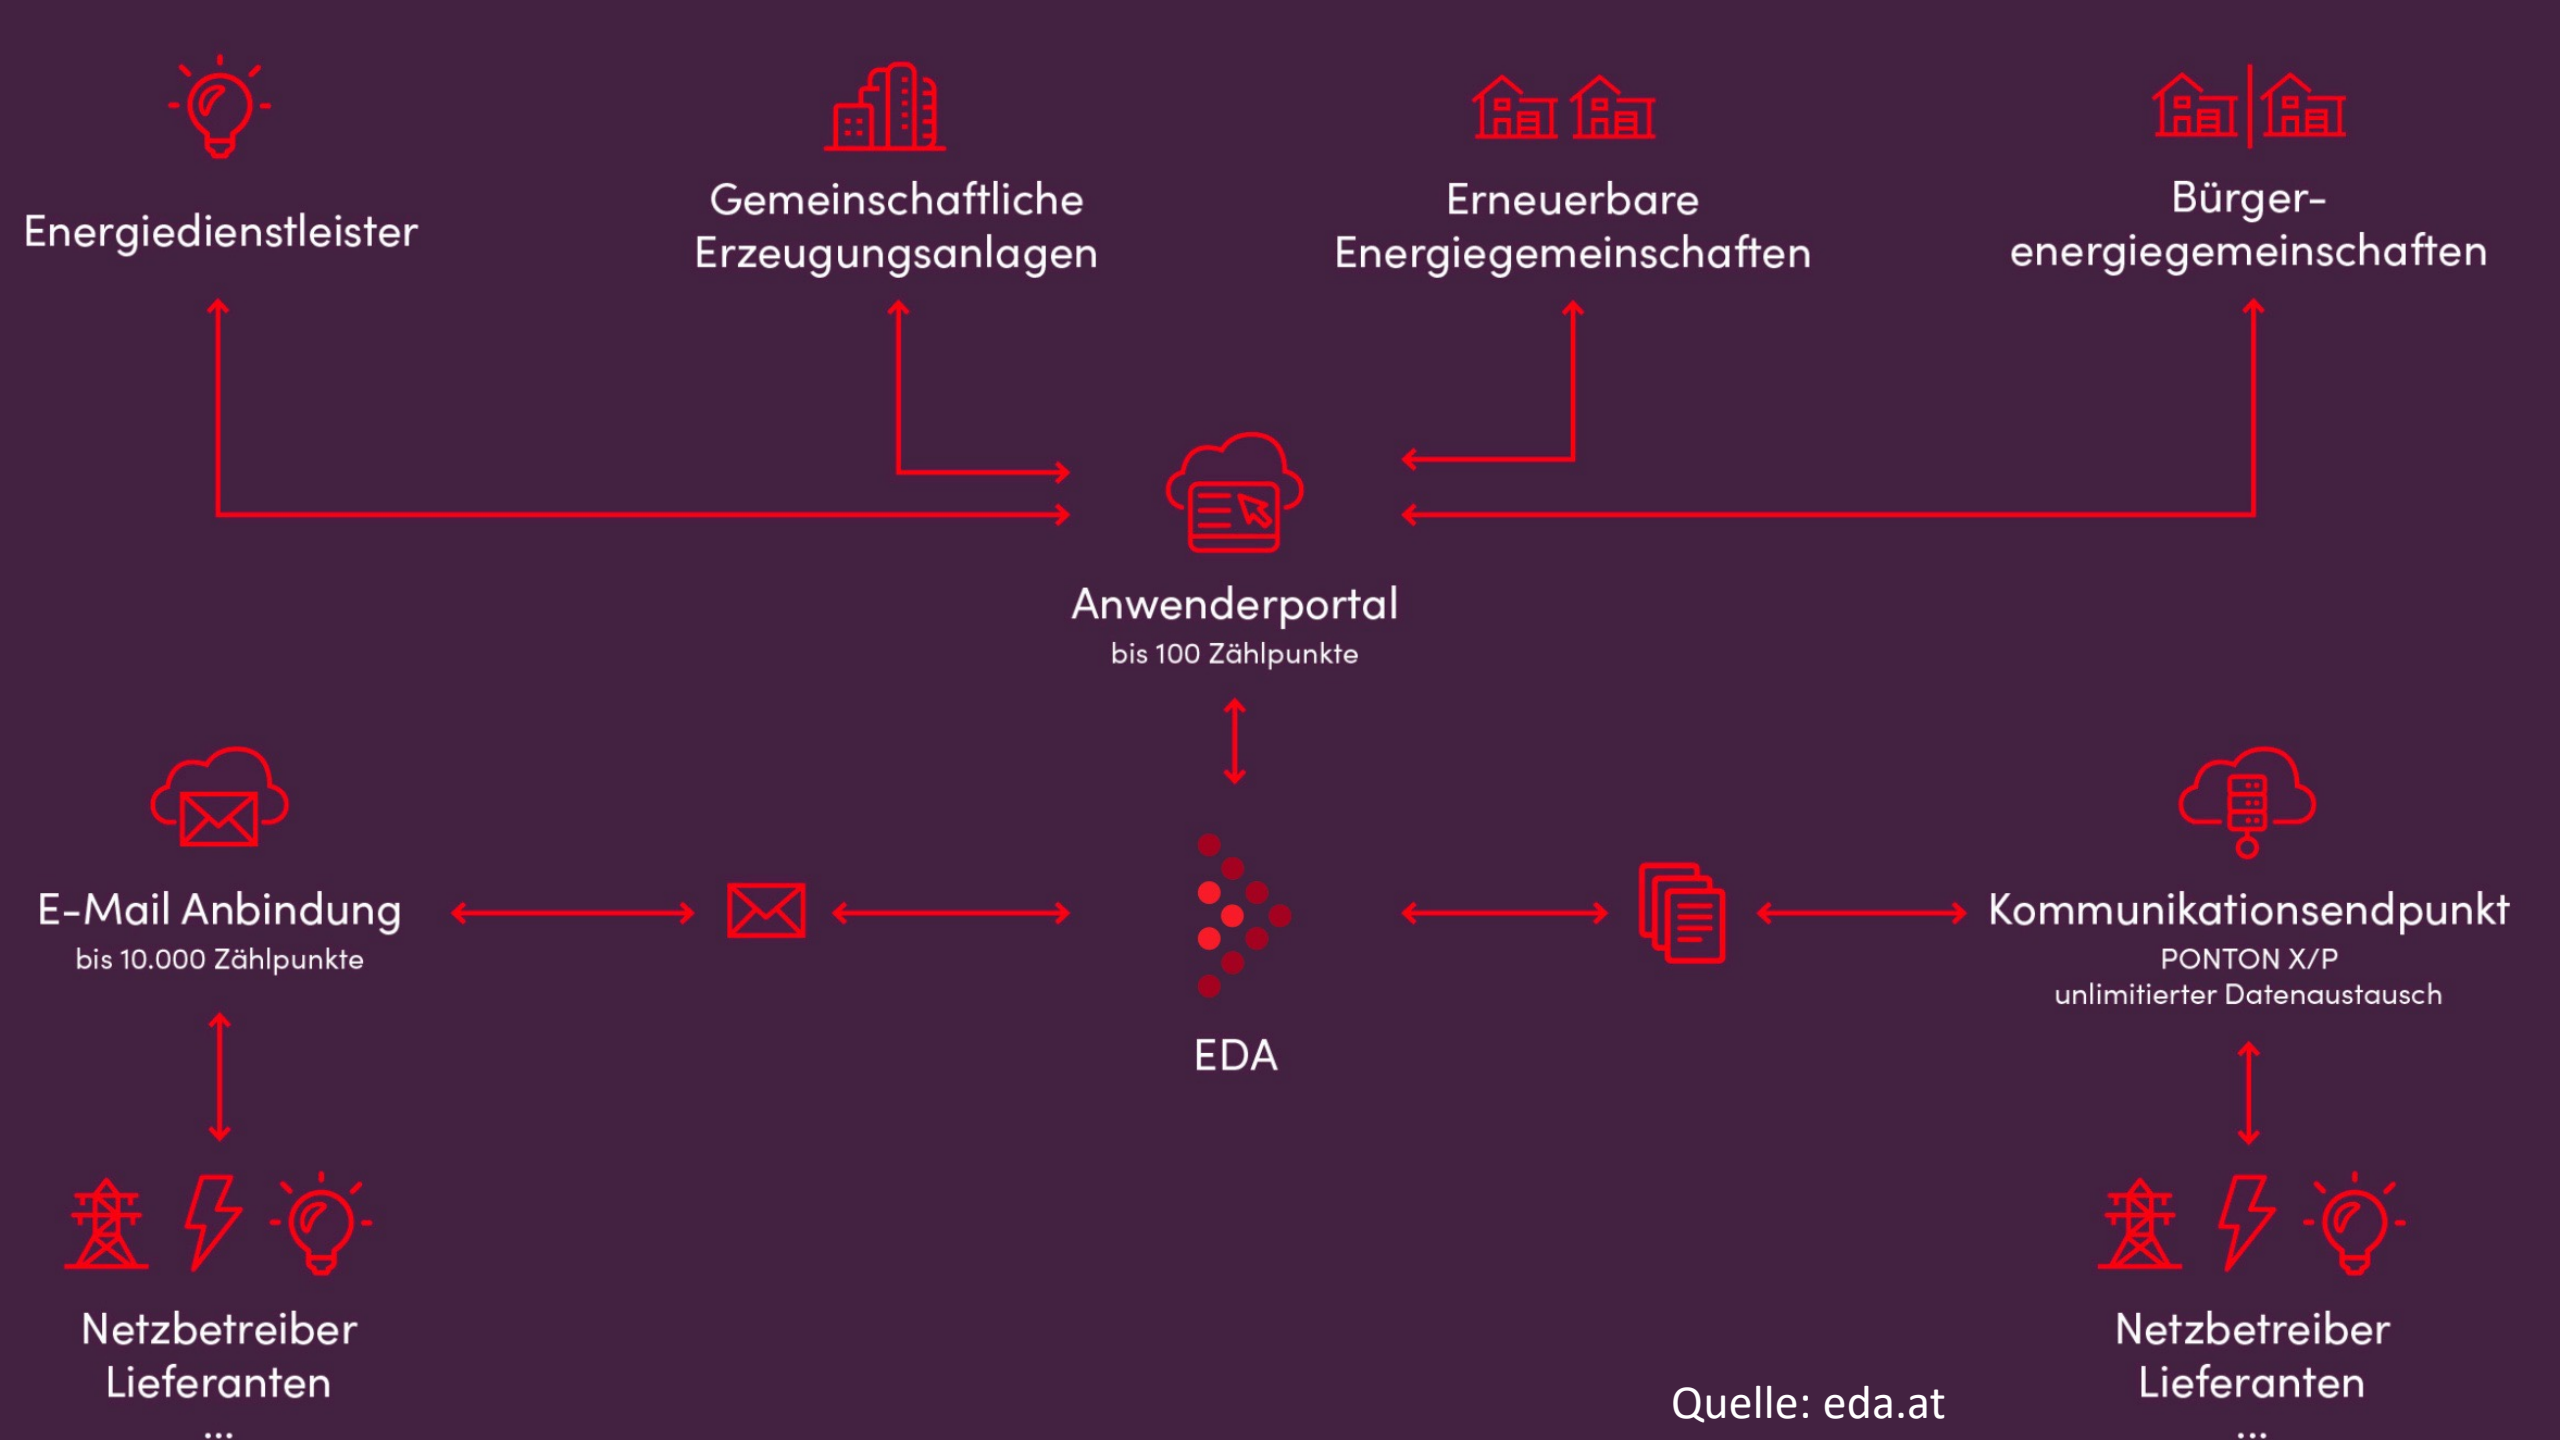 Energiedienstleister
Gemeinschaftliche
Erzeugungsanlagen
Erneuerbare
Energiegemeinschaften
Bürger-
energiegemeinschaften
Anwenderportal
bis 100 Zählpunkte
E-Mail Anbindung
bis 10.000 Zählpunkte
EDA
Kommunikationsendpunkt
PONTON X/P
unlimitierter Datenaustausch
Netzbetreiber
Lieferanten
...
Netzbetreiber
Lieferanten
...
Quelle: eda.at